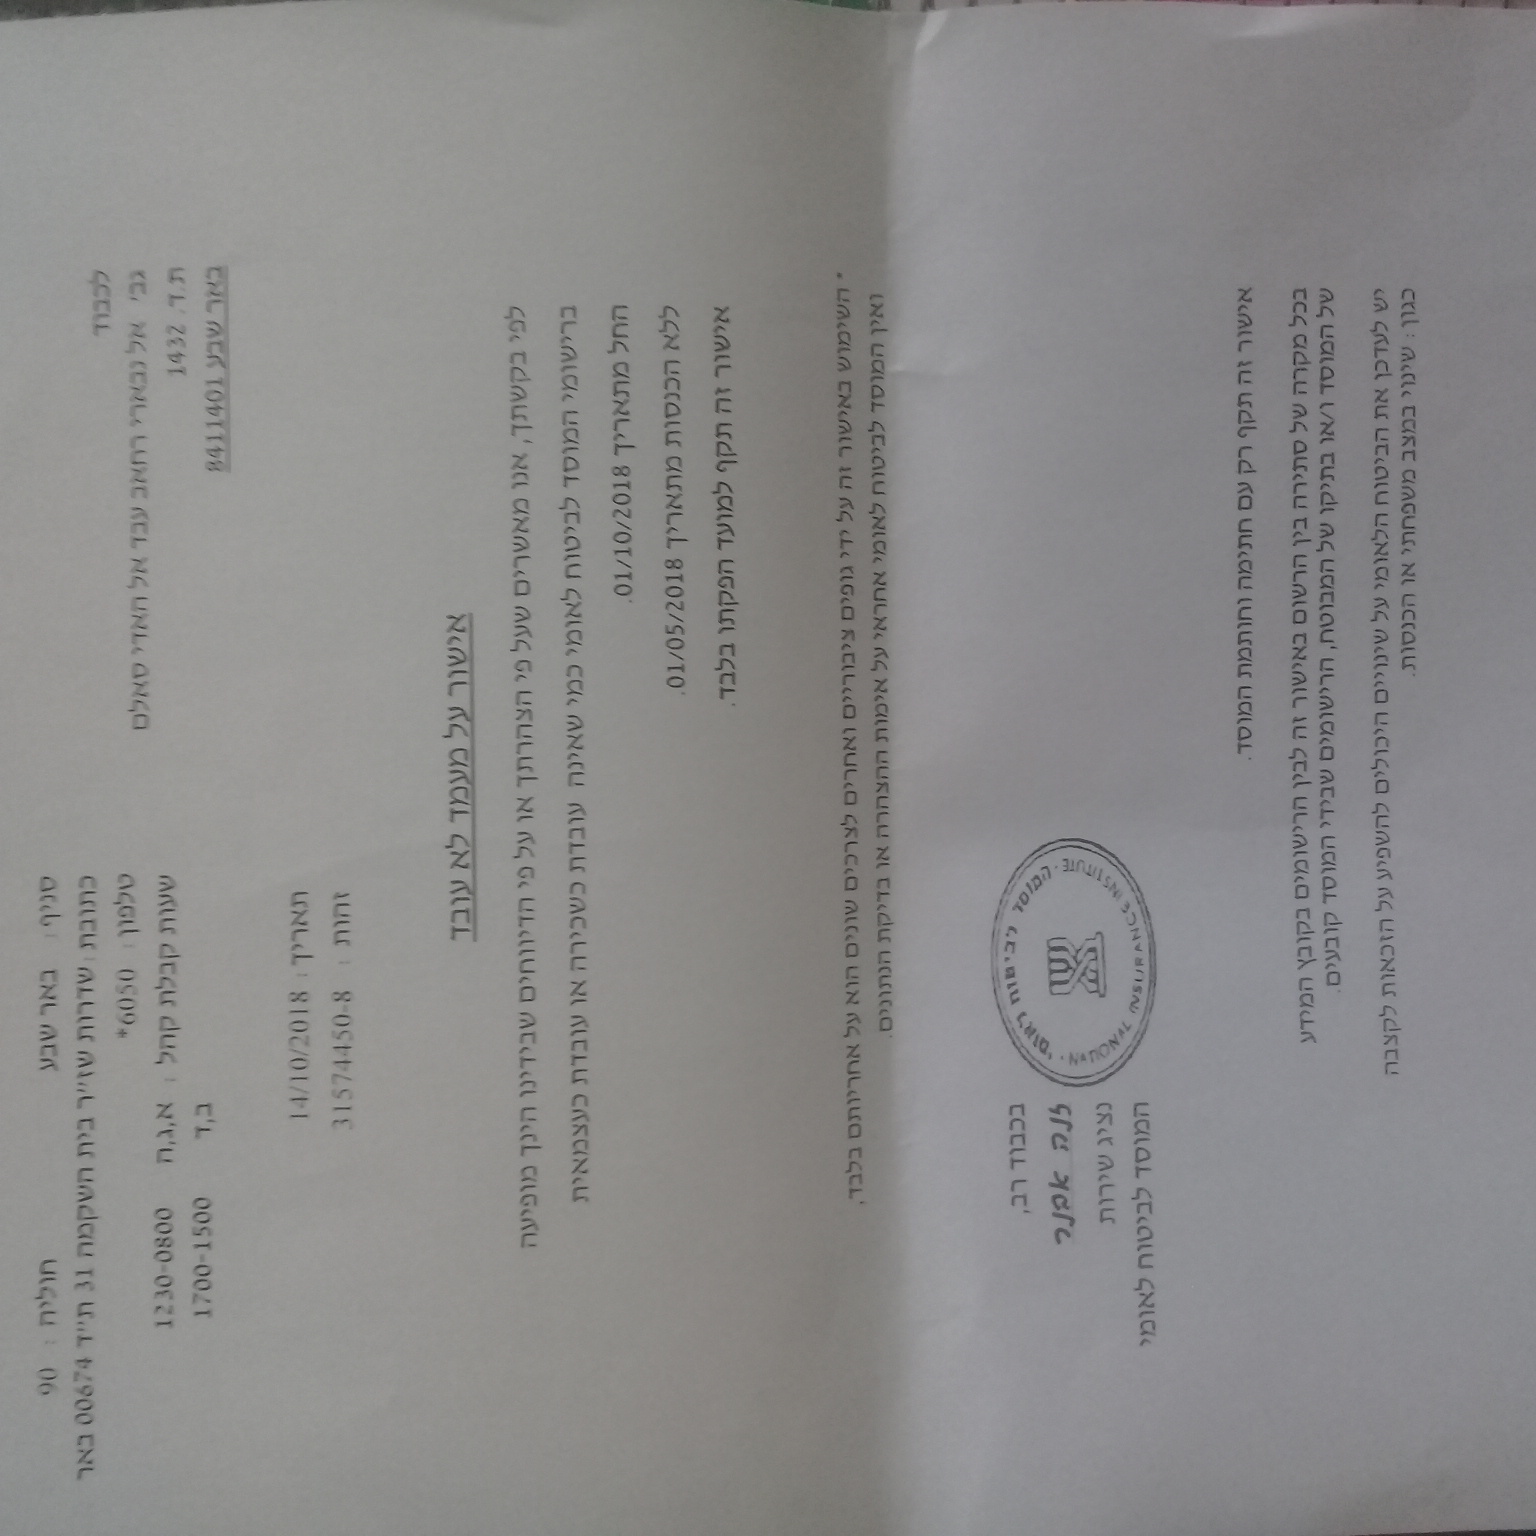 סניף: באר שבע חוליה : 90
כתובת : שדרות שז״ר בית השקמה 31 ת״ד 00674 באר
טלפון : 6050*
שעות קבלת קהל : א,ג,ה 1230-0800
ב,ד 1700-1500
לכבוד
גב׳ אל נבארי רחאב עבד אל האדי סאלם
ת.ד. 1432
באר שבע 8411401
תאריך : 14/10/2018
זהות : 31574450-8
אישור על מעמד לא עובד
לפי בקשתך, אנו מאשרים שעל פי הצהרתך או על פי הדיווחים שבידינו הינך מופיעה
ברישומי המוסד לביטוח לאומי כמי שאינה עובדת כשכירה או עובדת כעצמאית
החל מתאריך 01/10/2018.
ללא הכנסות מתאריך 01/05/2018.
אישור זה תקף למועד הפקתו בלבד.
* השימוש באישור זה על ידי גופים ציבוריים ואחרים לצרכים שונים הוא על אחריותם בלבד,
ואין המוסד לביטוח לאומי אחראי על אימות ההצהרה או בדיקת הנתונים.
בכבוד רב,
זנה אבנר
נציג שירות
המוסד לביטוח לאומי
המוסד לביטוח לאומי
NATIONAL INSURANCE INSTITUTE
אישור זה תקף רק עם חתימה וחותמת המוסד.
בכל מקרה של סתירה בין הרשום באישור זה לבין הרישומים בקובץ המידע
של המוסד ו/או בתיקו של המבוטח, הרישומים שבידי המוסד קובעים.
יש לעדכן את הביטוח הלאומי על שינויים היכולים להשפיע על הזכאות לקצבה
כגון : שינוי במצב משפחתי או הכנסות.